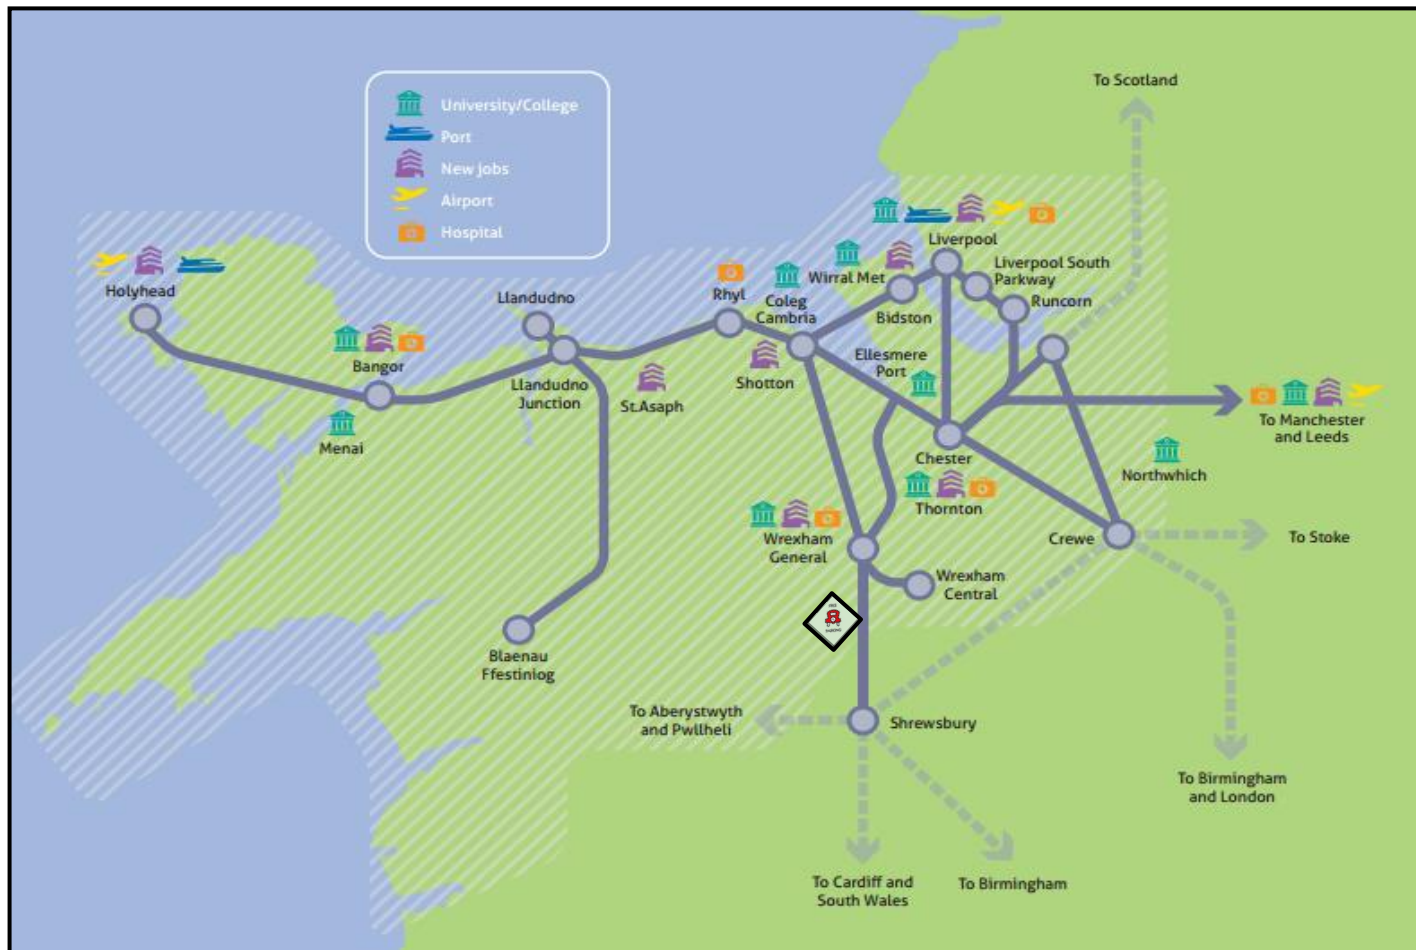 To Scotland
University/College
Port
New jobs
Airport
Hospital
Liverpool
Wirral Met
Liverpool South
Parkway
Holyhead
Llandudno
Rhyl
Coleg
Cambria
Bidston
Runcorn
Bangor
Llandudno
Junction
St.Asaph
Shotton
Ellesmere
Port
Menai
To Manchester
and Leeds
Chester
Northwhich
Thornton
Wrexham
General
Crewe
To Stoke
Wrexham
Central
8
Blaenau
Ffestiniog
To Aberystwyth
and Pwllheli
Shrewsbury
To Birmingham
and London
To Cardiff and
South Wales
To Birmingham